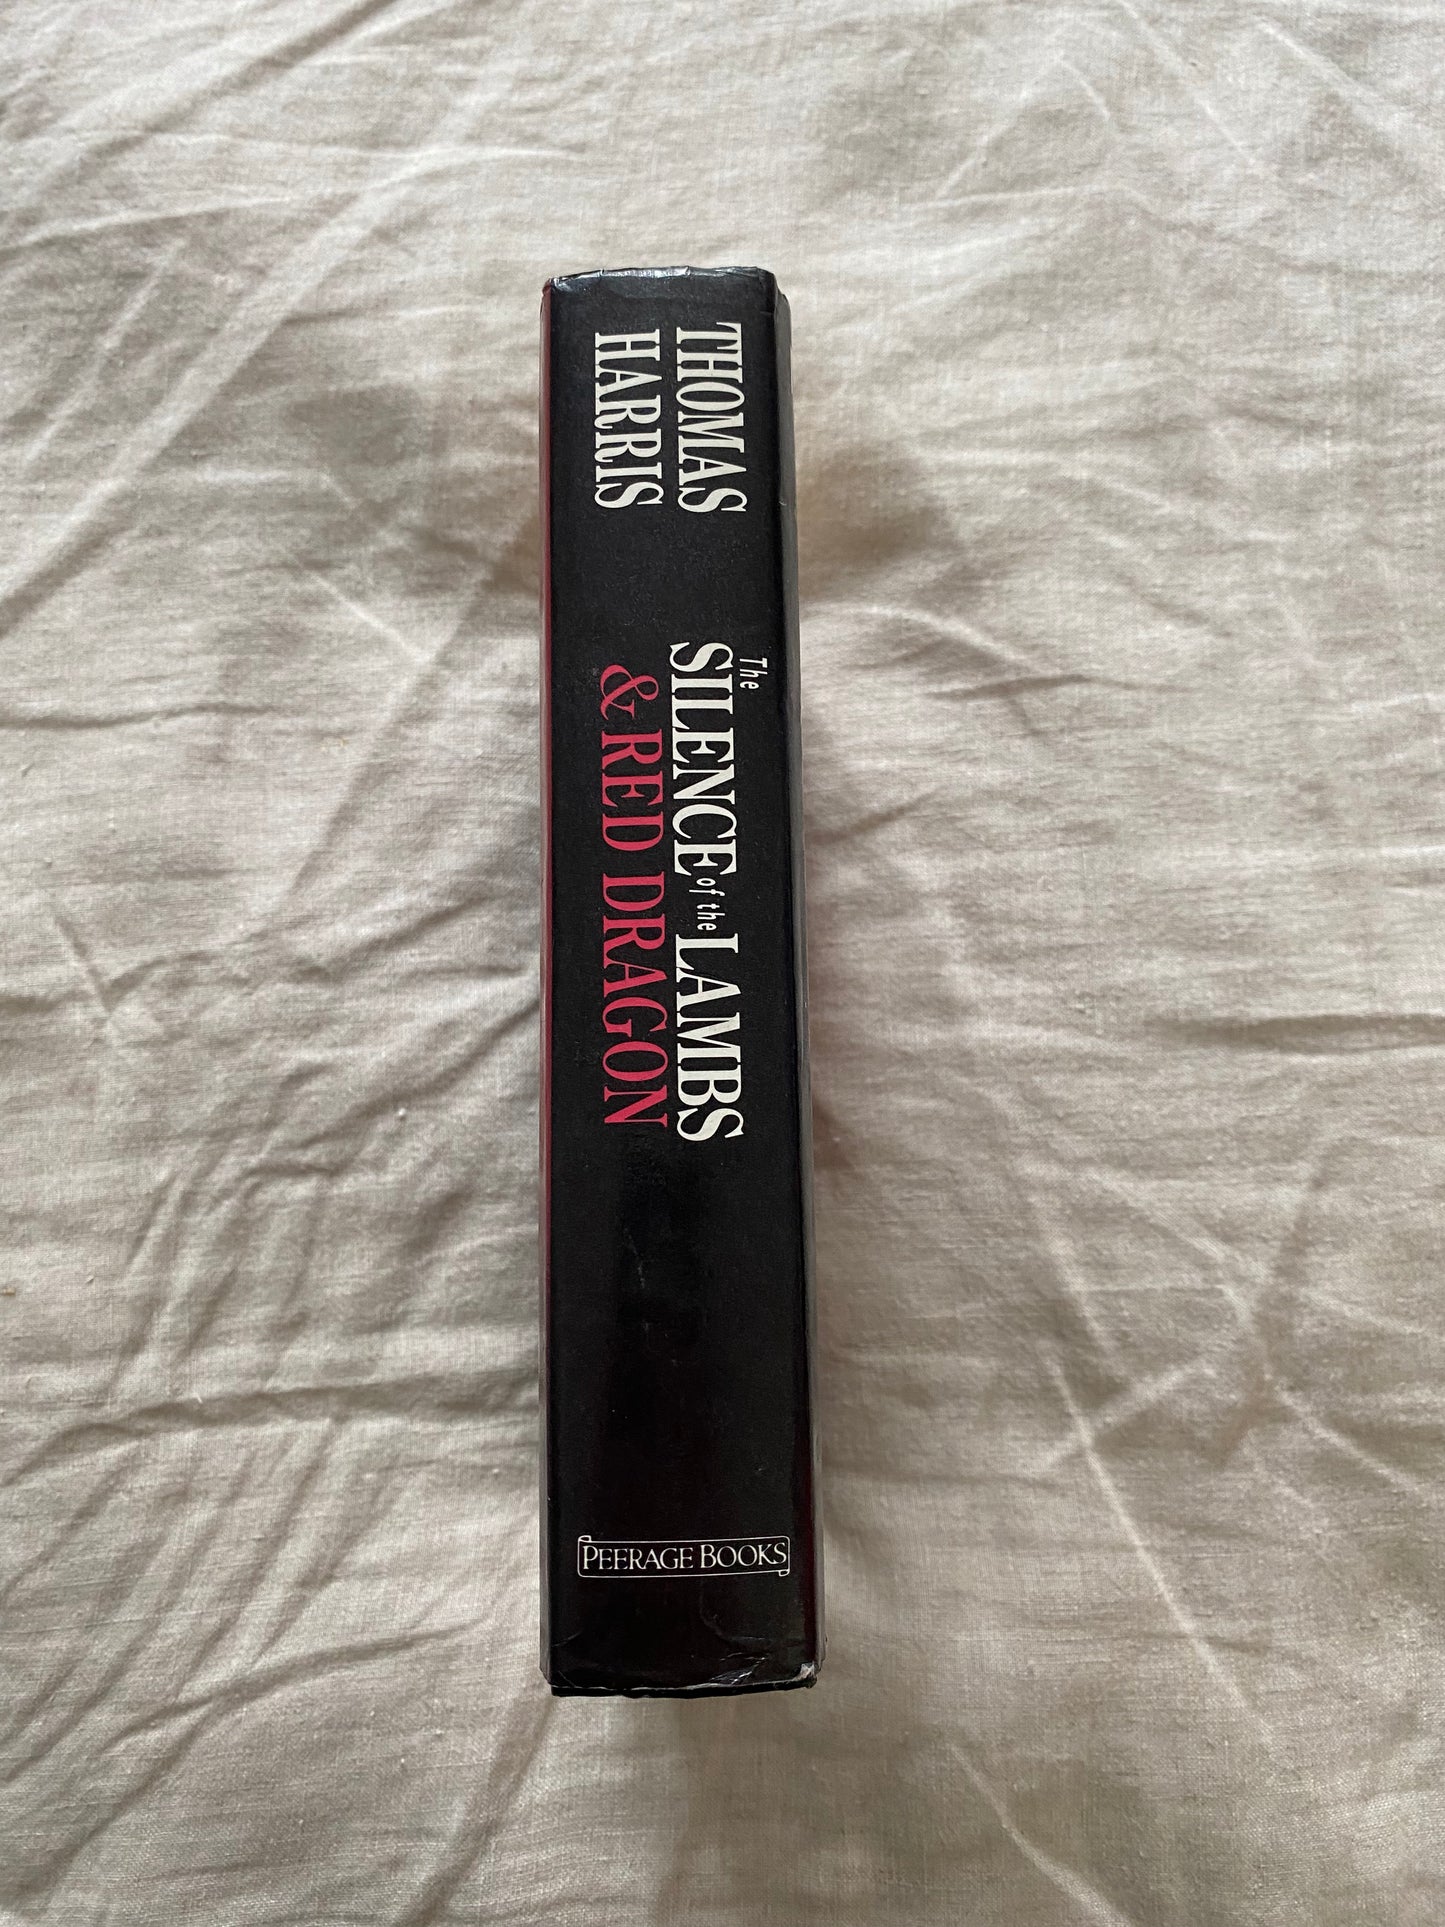 THOMAS
HARRIS
The
SILENCE of the LAMBS
& RED DRAGON
PEERAGE BOOKS